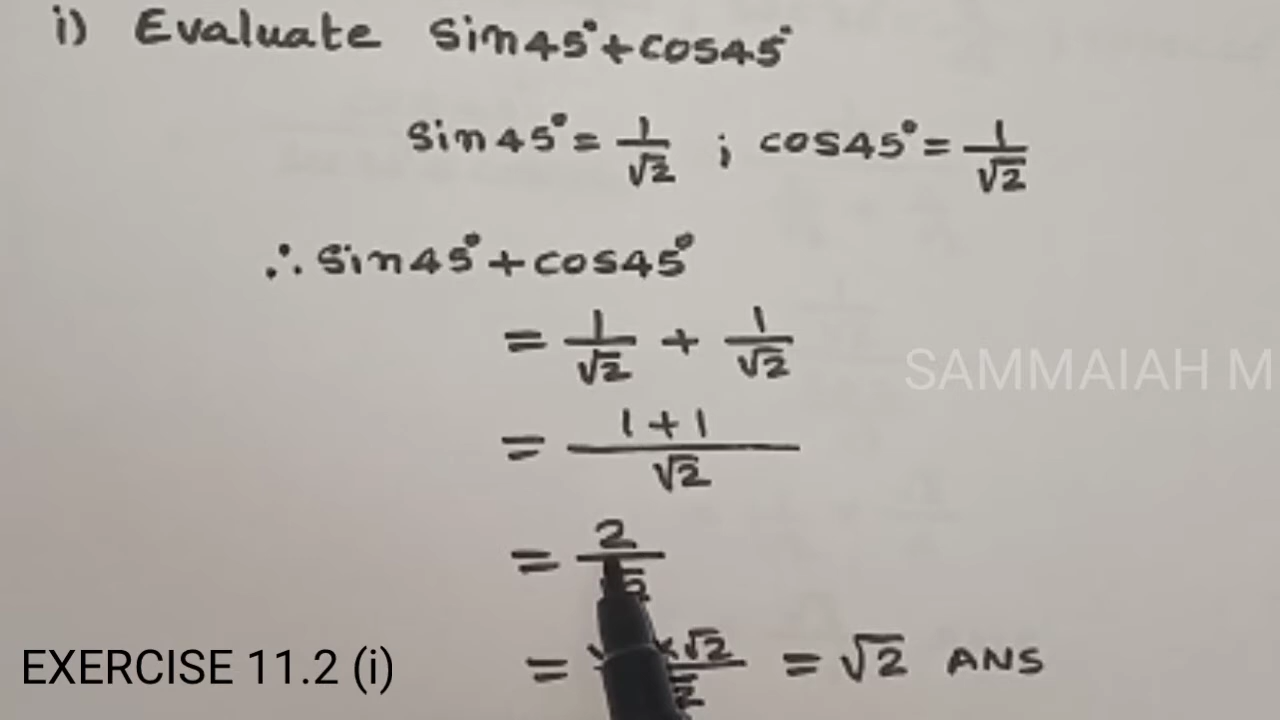 i) Evaluate Sin45°+cos45°
Sin45°= 1/√2 ; cos45°= 1/√2
∴ Sin45°+cos45°
= 1/√2 + 1/√2
SAMMAIAH M
= 1+1/√2
= 2/
= ×√2/ = √2 ANS
EXERCISE 11.2 (i)